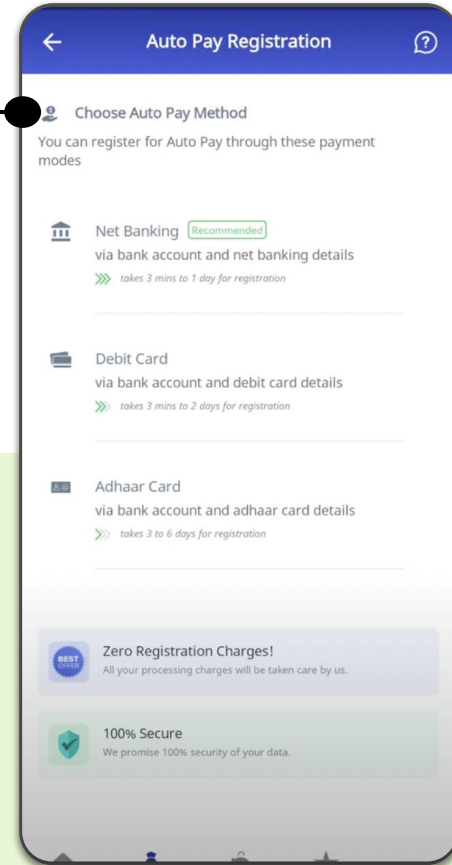 Auto Pay Registration
Choose Auto Pay Method
You can register for Auto Pay through these payment
modes
Net Banking Recommended
via bank account and net banking details
takes 3 mins to 1 day for registration
Debit Card
via bank account and debit card details
takes 3 mins to 2 days for registration
Adhaar Card
via bank account and adhaar card details
takes 3 to 6 days for registration
BEST
OFFER
Zero Registration Charges!
All your processing charges will be taken care by us.
100% Secure
We promise 100% security of your data.